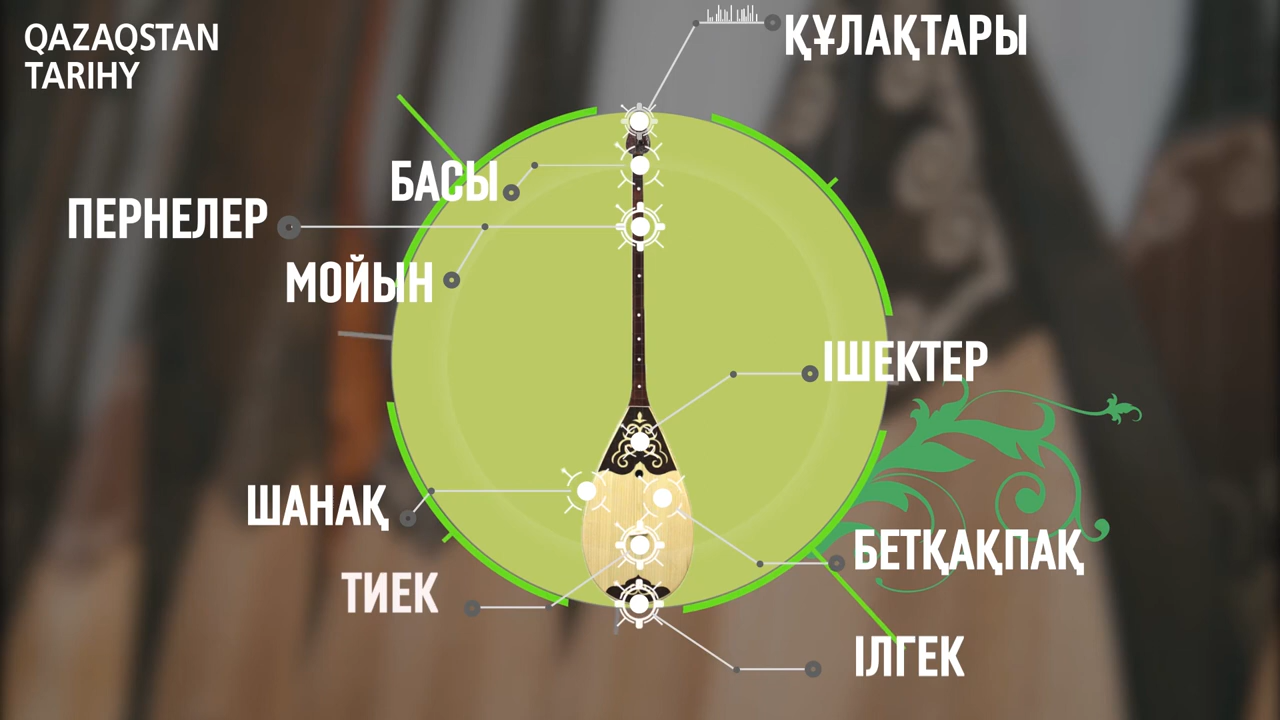 QAZAQSTAN
TARIHY
ҚҰЛАҚТАРЫ
БАСЫ
ПЕРНЕЛЕР
МОЙЫН
ІШЕКТЕР
ШАНАҚ
БЕТҚАҚПАҚ
ТИЕК
ІЛГЕК